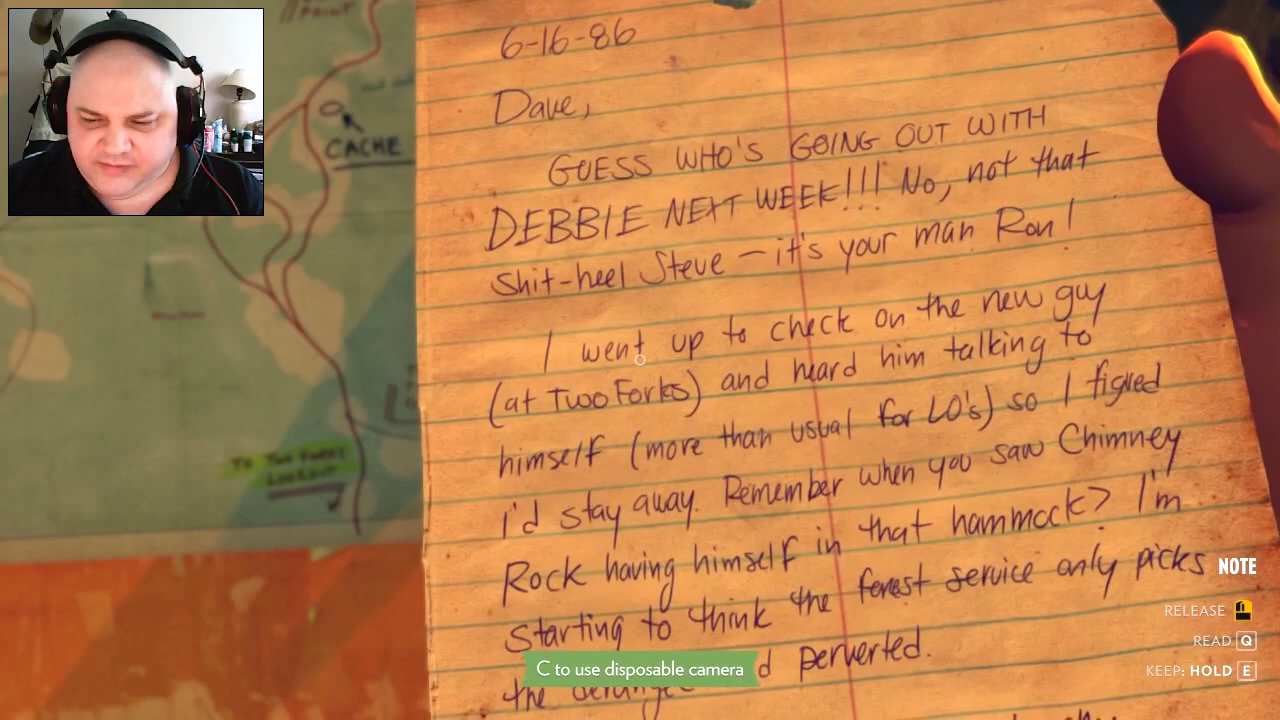 POINT
CACHE
TO TWO FORKS
LOOKOUT
6-16-86
Dave,
GUESS WHO'S GOING OUT WITH
DEBBIE NEXT WEEK!!! No, not that
Shit-heel Steve – it's your man Ron!
I went up to check on the new guy
(at Two Forks) and heard him talking to
himself (more than usual for LO's) so I figred
i'd stay away. Remember when you saw Chimney
Rock having himself in that hammock? I'm
Starting to think the forest service only picks
the d perverted.
C to use disposable camera
NOTE
RELEASE
READ Q
KEEP: HOLD E